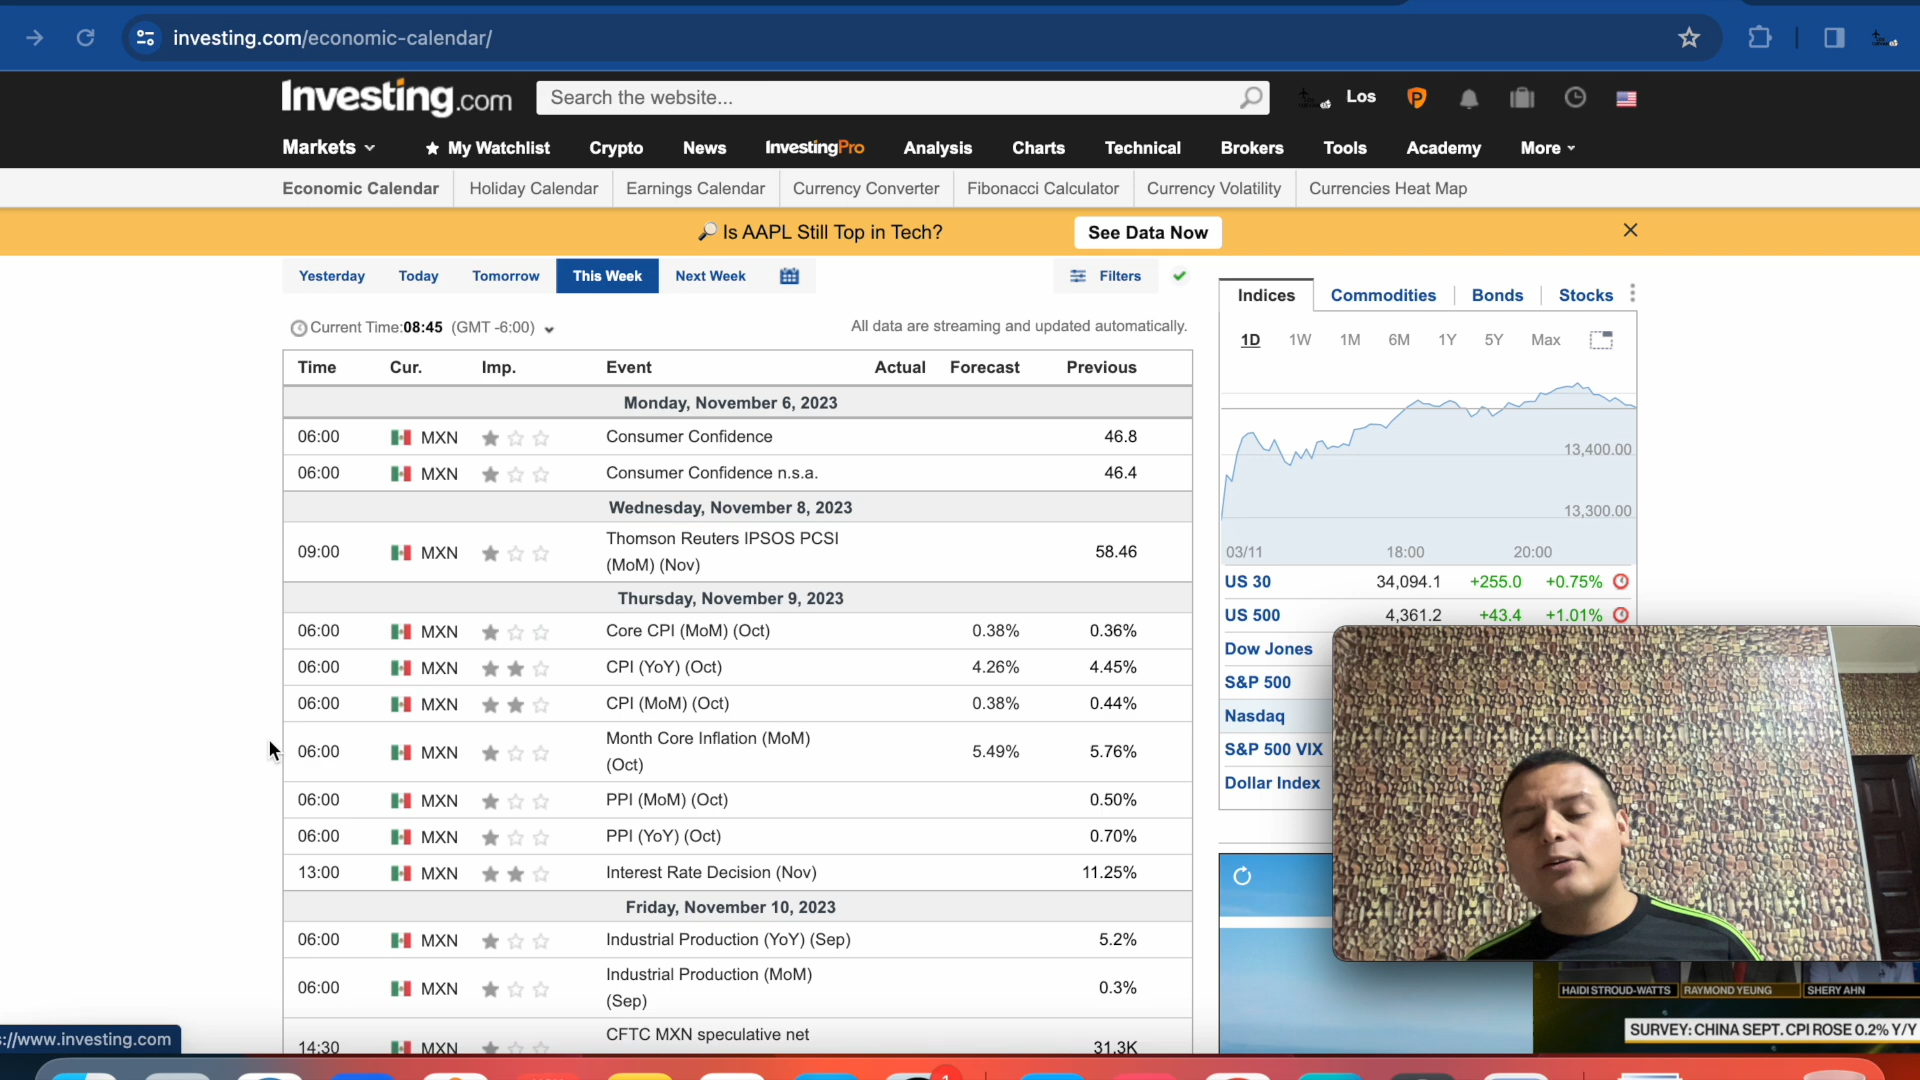 investing.com/economic-calendar/
Investing.com
Search the website...
Los
Markets
My Watchlist
Crypto
News
InvestingPro
Analysis
Charts
Technical
Brokers
Tools
Academy
More
Economic Calendar
Holiday Calendar
Earnings Calendar
Currency Converter
Fibonacci Calculator
Currency Volatility
Currencies Heat Map
Is AAPL Still Top in Tech?
See Data Now
Yesterday
Today
Tomorrow
This Week
Next Week
Filters
Current Time:08:45 (GMT -6:00)
All data are streaming and updated automatically.
Time Cur. Imp. Event Actual Forecast Previous
Monday, November 6, 2023
06:00 MXN Consumer Confidence 46.8
06:00 MXN Consumer Confidence n.s.a. 46.4
Wednesday, November 8, 2023
09:00 MXN Thomson Reuters IPSOS PCSI
(MoM) (Nov) 58.46
Thursday, November 9, 2023
06:00 MXN Core CPI (MoM) (Oct) 0.38% 0.36%
06:00 MXN CPI (YoY) (Oct) 4.26% 4.45%
06:00 MXN CPI (MoM) (Oct) 0.38% 0.44%
06:00 MXN Month Core Inflation (MoM)
(Oct) 5.49% 5.76%
06:00 MXN PPI (MoM) (Oct) 0.50%
06:00 MXN PPI (YoY) (Oct) 0.70%
13:00 MXN Interest Rate Decision (Nov) 11.25%
Friday, November 10, 2023
06:00 MXN Industrial Production (YoY) (Sep) 5.2%
06:00 MXN Industrial Production (MoM)
(Sep) 0.3%
14:30 MXN CFTC MXN speculative net
31.3K
Indices
Commodities
Bonds
Stocks
1D 1W 1M 6M 1Y 5Y Max
13,400.00
13,300.00
03/11 18:00 20:00
US 30 34,094.1 +255.0 +0.75%
US 500 4,361.2 +43.4 +1.01%
Dow Jones
S&P 500
Nasdaq
S&P 500 VIX
Dollar Index
HAIDI STROUD-WATTS
RAYMOND YEUNG
SHERY AHN
SURVEY: CHINA SEPT. CPI ROSE 0.2% Y/Y
://www.investing.com
1